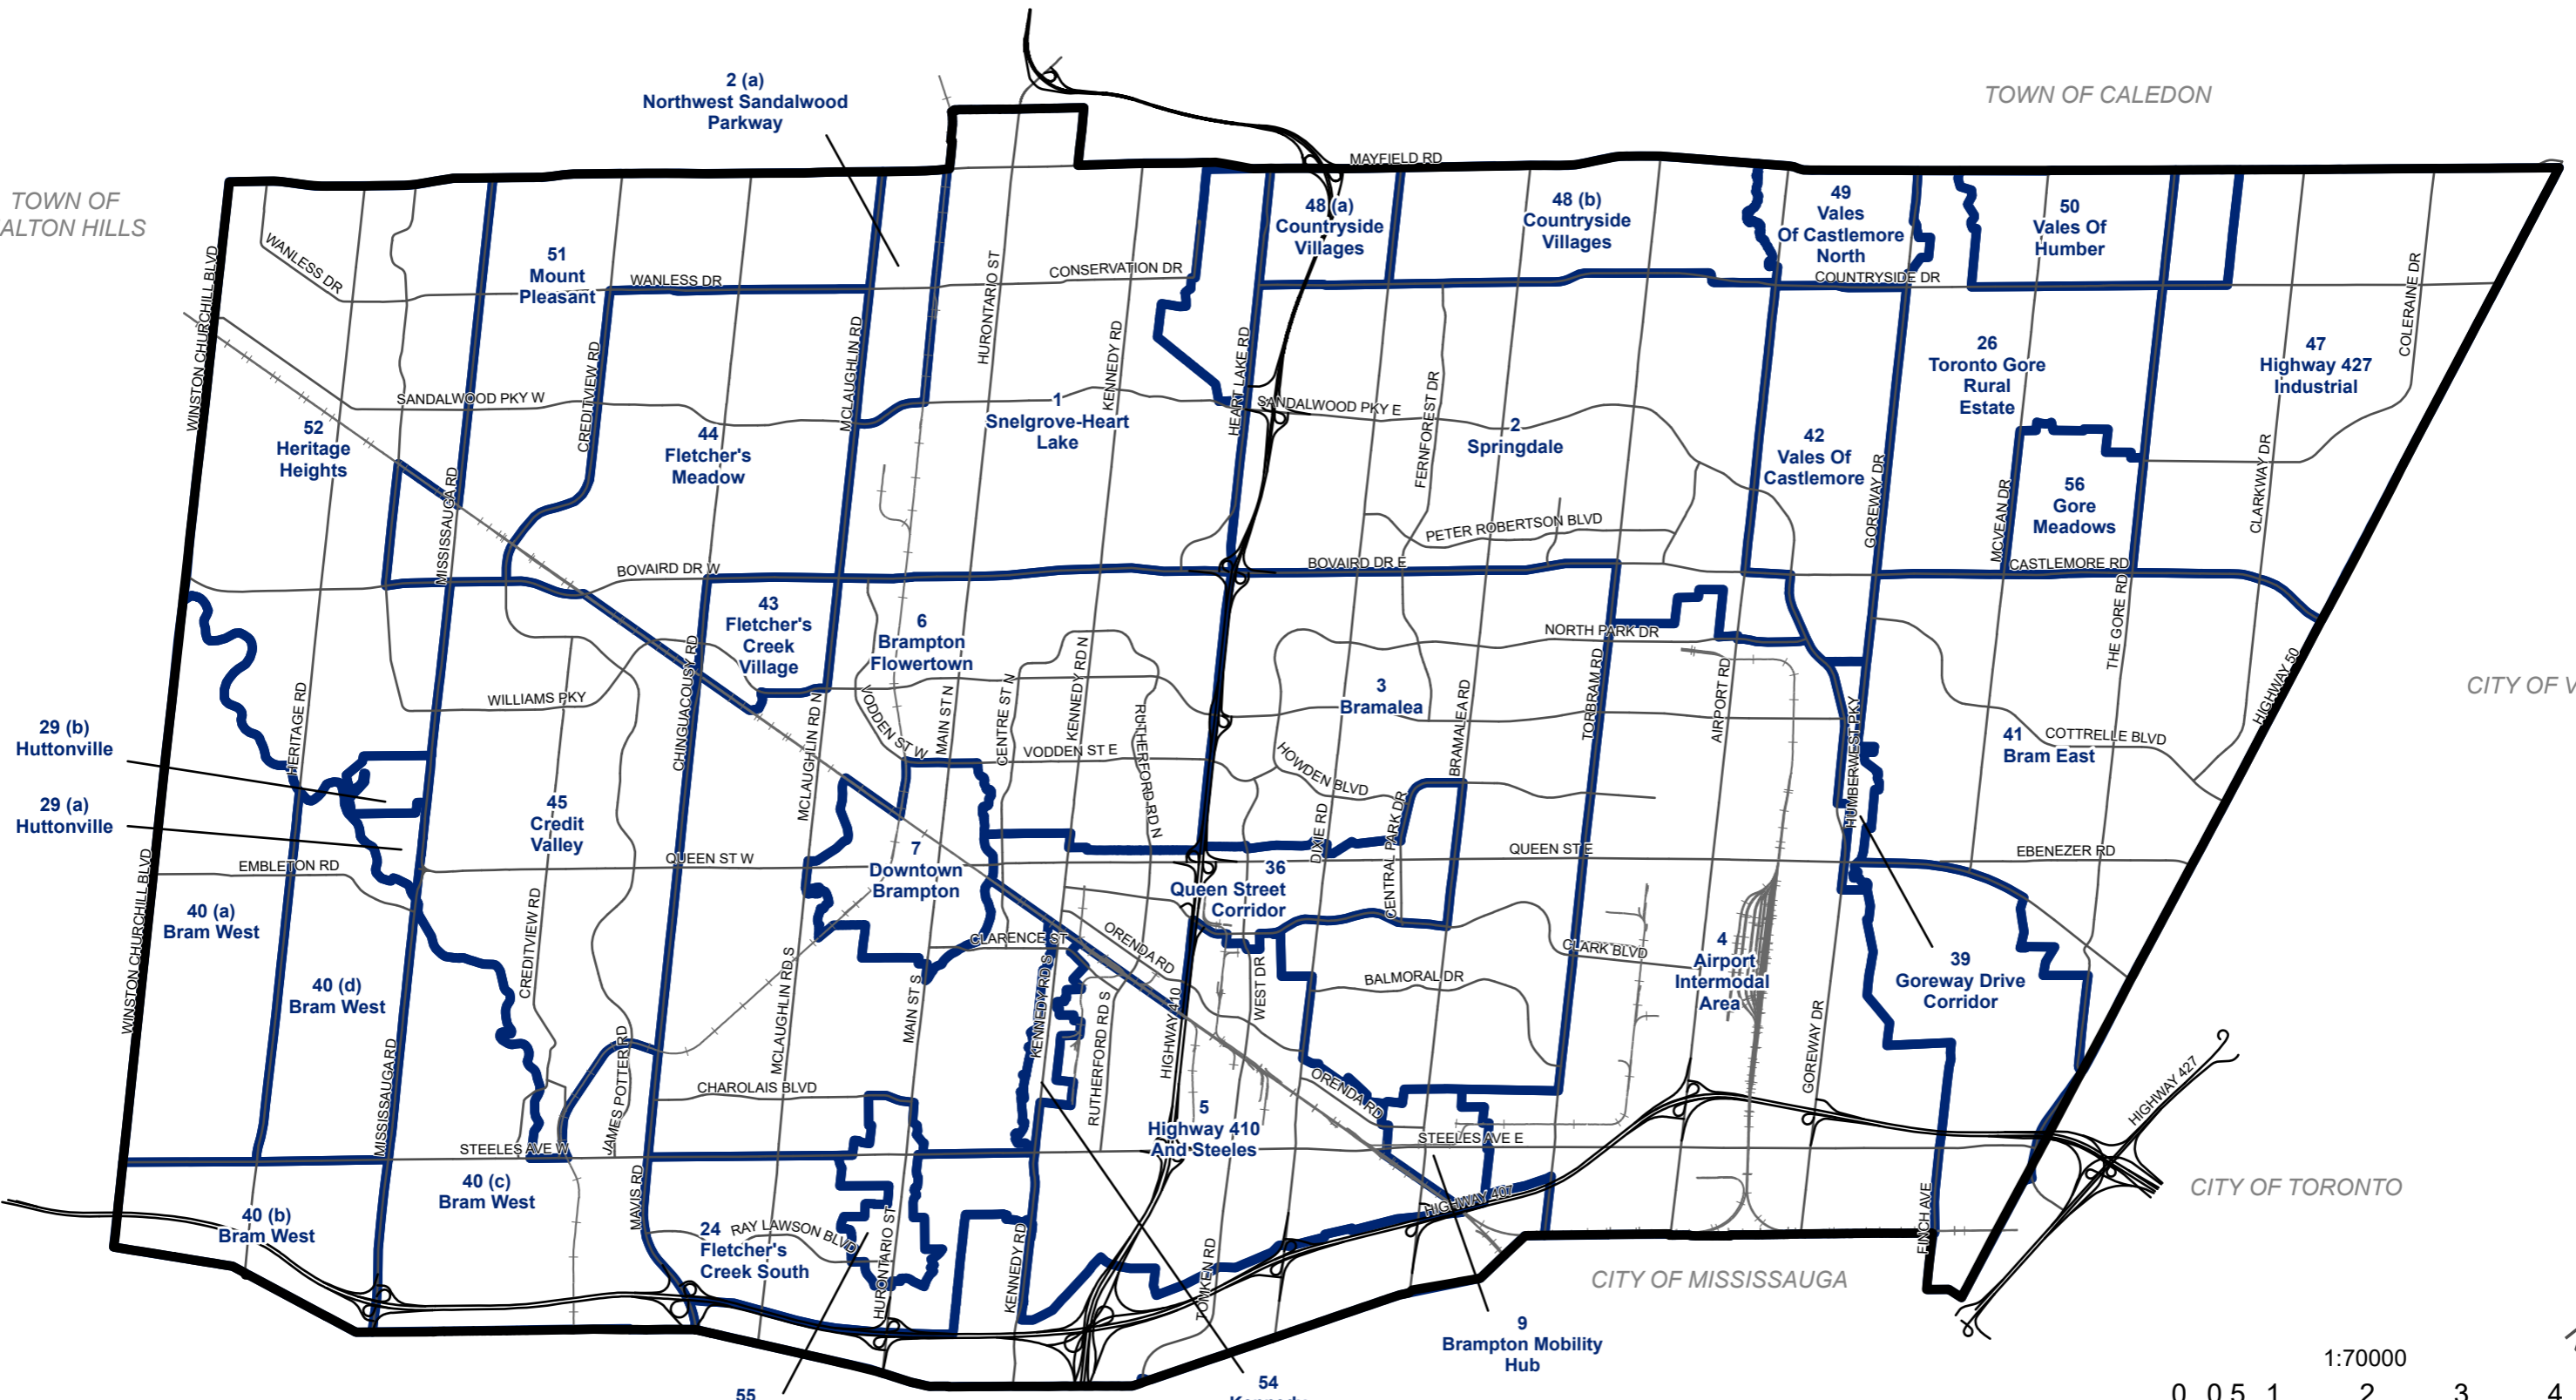 2 (a)
Northwest Sandalwood
Parkway
TOWN OF CALEDON
TOWN OF
ALTON HILLS
MAYFIELD RD
WANLESS DR
51
Mount
Pleasant
WANLESS DR
HURONTARIO ST
CONSERVATION DR
48 (a)
Countryside
Villages
48 (b)
Countryside
Villages
49
Vales
Of Castlemore
North
COUNTRYSIDE DR
50
Vales Of
Humber
COLERAINE DR
WINSTON CHURCHILL BLVD
CREDITVIEW RD
MCLAUGHLIN RD
KENNEDY RD
HEART LAKE RD
SANDALWOOD PKY W
SANDALWOOD PKY E
FERNFOREST DR
26
Toronto Gore
Rural
Estate
47
Highway 427
Industrial
52
Heritage
Heights
44
Fletcher's
Meadow
1
Snelgrove-Heart
Lake
2
Springdale
42
Vales Of
Castlemore
GOREWAY DR
MCVEAN DR
56
Gore
Meadows
CLARKWAY DR
MISSISSAUGA RD
PETER ROBERTSON BLVD
BOVAIRD DR W
BOVAIRD DR E
CASTLEMORE RD
43
Fletcher's
Creek
Village
6
Brampton
Flowertown
NORTH PARK DR
THE GORE RD
HIGHWAY 50
CITY OF V
CHINGUACOUSY RD
HERITAGE RD
WILLIAMS PKY
VODDEN ST W
MCLAUGHLIN RD N
MAIN ST N
CENTRE ST N
KENNEDY RD N
RUTHERFORD RD N
VODDEN ST E
3
Bramalea
HOWDEN BLVD
BRAMALEA RD
TORBRAM RD
AIRPORT RD
HUMBERWEST PKY
41
Bram East
COTTRELLE BLVD
29 (b)
Huttonville
29 (a)
Huttonville
45
Credit
Valley
EMBLETON RD
QUEEN ST W
7
Downtown
Brampton
36
Queen Street
Corridor
DIXIE RD
CENTRAL PARK DR
QUEEN ST E
EBENEZER RD
WINSTON CHURCHILL BLVD
40 (a)
Bram West
40 (d)
Bram West
CREDITVIEW RD
CLARENCE ST
ORENDA RD
CLARK BLVD
4
Airport
Intermodal
Area
39
Goreway Drive
Corridor
MISSISSAUGA RD
JAMES POTTER RD
MCLAUGHLIN RD S
MAIN ST S
KENNEDY RD S
RUTHERFORD RD S
HIGHWAY 410
WEST DR
BALMORAL DR
GOREWAY DR
CHAROLAIS BLVD
ORENDA RD
5
Highway 410
And Steeles
HIGHWAY 427
STEELES AVE W
STEELES AVE E
40 (c)
Bram West
40 (b)
Bram West
MAVIS RD
24
Fletcher's
Creek South
RAY LAWSON BLVD
HURONTARIO ST
KENNEDY RD
TOMKEN RD
HIGHWAY 407
FINCH AVE
CITY OF TORONTO
CITY OF MISSISSAUGA
9
Brampton Mobility
Hub
54
55
1:70000
0 0.5 1 2 3 4